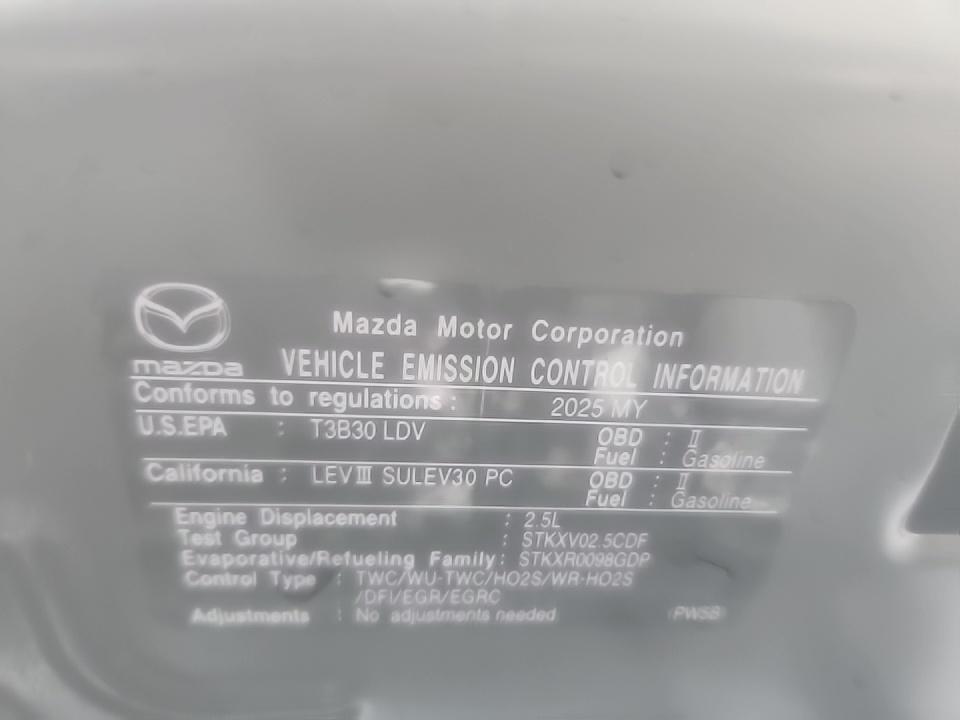 Mazda Motor Corporation
mazda VEHICLE EMISSION CONTROL INFORMATION
Conforms to regulations : 2025 MY
U.S.EPA : T3B30 LDV OBD : II
Fuel : Gasoline
California : LEV III SULEV30 PC OBD : II
Fuel : Gasoline
Engine Displacement : 2.5L
Test Group : STKXV02.5CDF
Evaporative/Refueling Family : STKXR0098GDP
Control Type : TWC/WU-TWC/HO2S/WR-HO2S
/DFI/EGR/EGRC
Adjustments : No adjustments needed